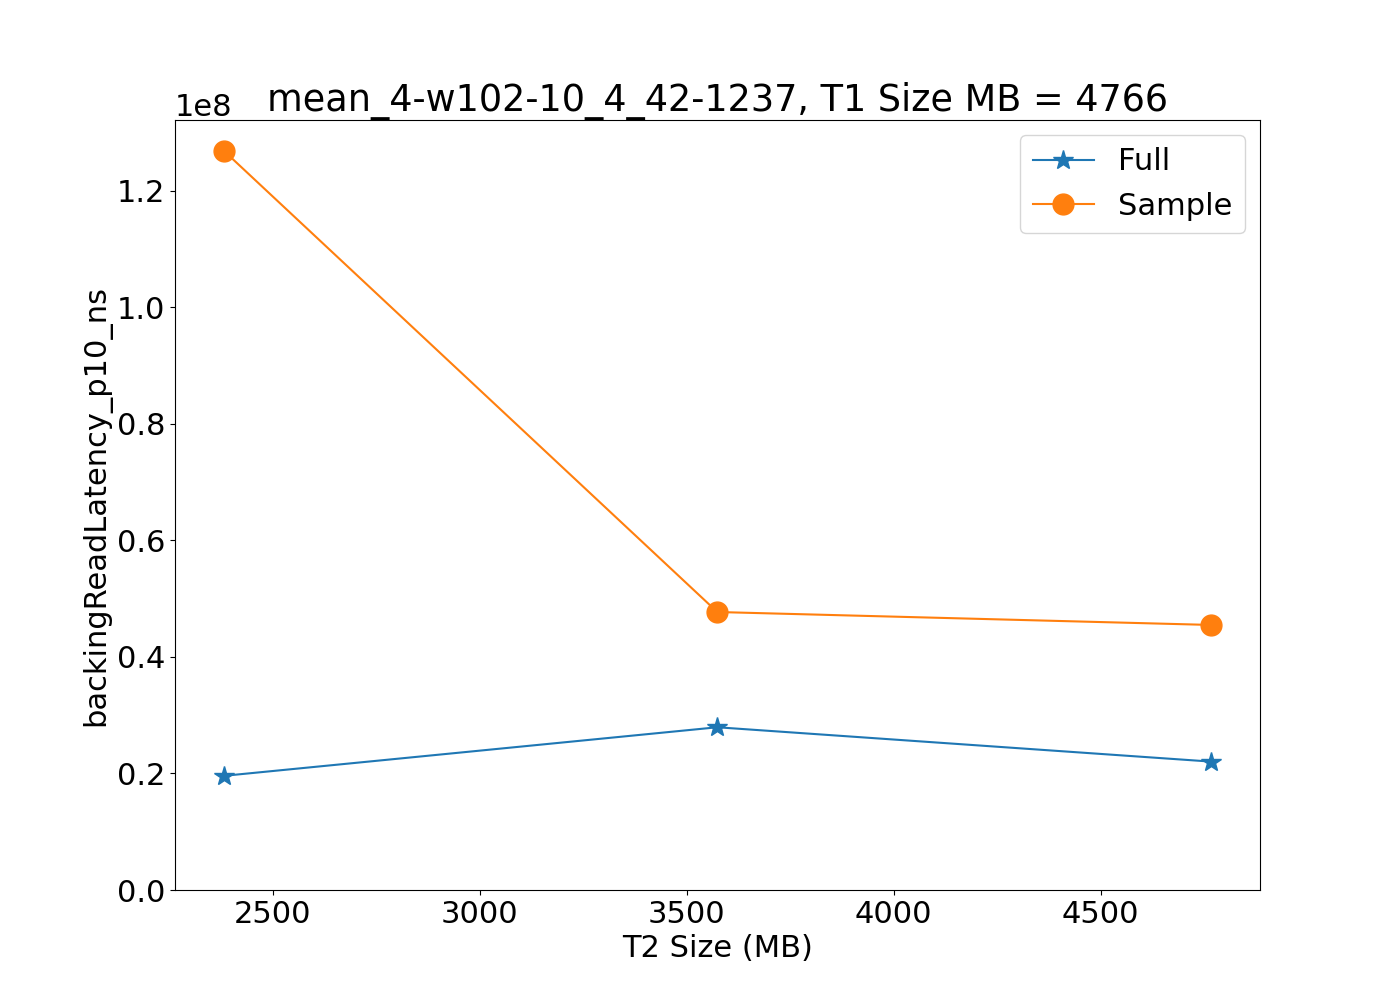 1e8
mean_4-w102-10_4_42-1237, T1 Size MB = 4766
Full
Sample
backingReadLatency_p10_ns
1.2
1.0
0.8
0.6
0.4
0.2
0.0
2500 3000 3500 4000 4500
T2 Size (MB)